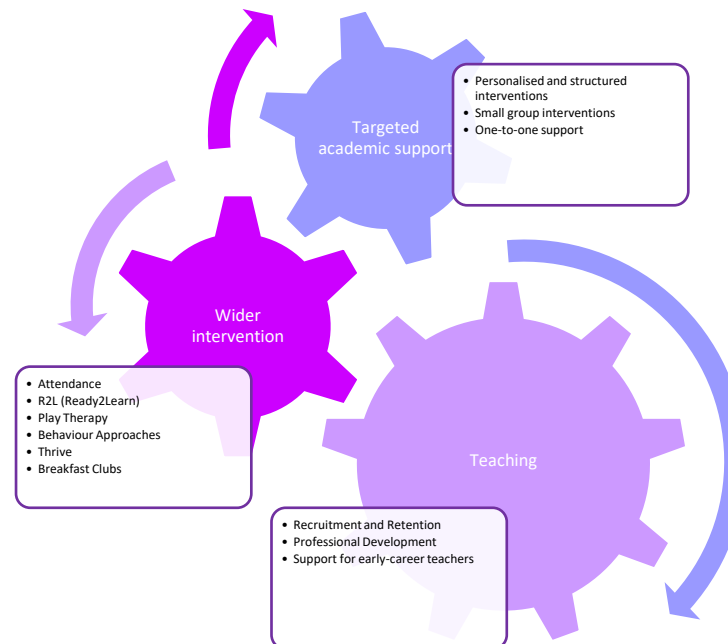 Targeted
academic support
• Personalised and structured
interventions
• Small group interventions
• One-to-one support
Wider
intervention
• Attendance
• R2L (Ready2Learn)
• Play Therapy
• Behaviour Approaches
• Thrive
• Breakfast Clubs
Teaching
• Recruitment and Retention
• Professional Development
• Support for early-career teachers